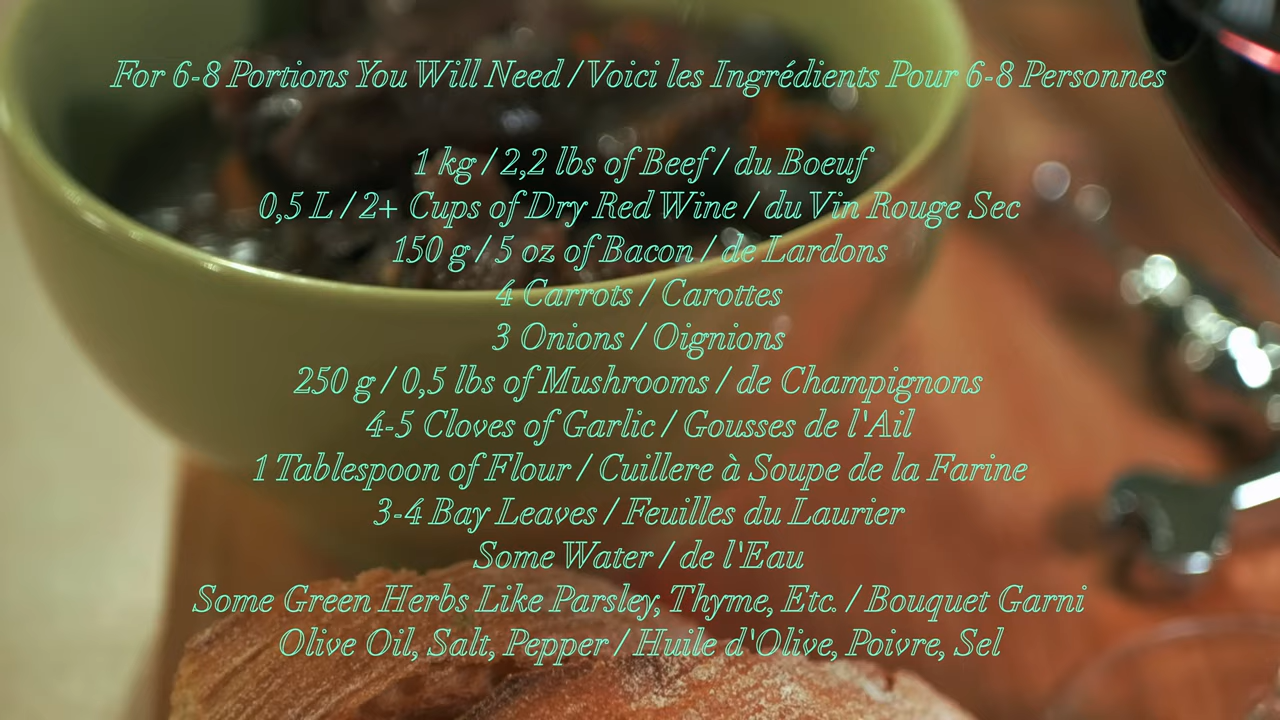 For 6-8 Portions You Will Need / Voici les Ingrédients Pour 6-8 Personnes
1 kg / 2,2 lbs of Beef / du Boeuf
0,5 L / 2+ Cups of Dry Red Wine / du Vin Rouge Sec
150 g / 5 oz of Bacon / de Lardons
4 Carrots / Carottes
3 Onions / Oignions
250 g / 0,5 lbs of Mushrooms / de Champignons
4-5 Cloves of Garlic / Gousses de l'Ail
1 Tablespoon of Flour / Cuillere à Soupe de la Farine
3-4 Bay Leaves / Feuilles du Laurier
Some Water / de l'Eau
Some Green Herbs Like Parsley, Thyme, Etc. / Bouquet Garni
Olive Oil, Salt, Pepper / Huile d'Olive, Poivre, Sel